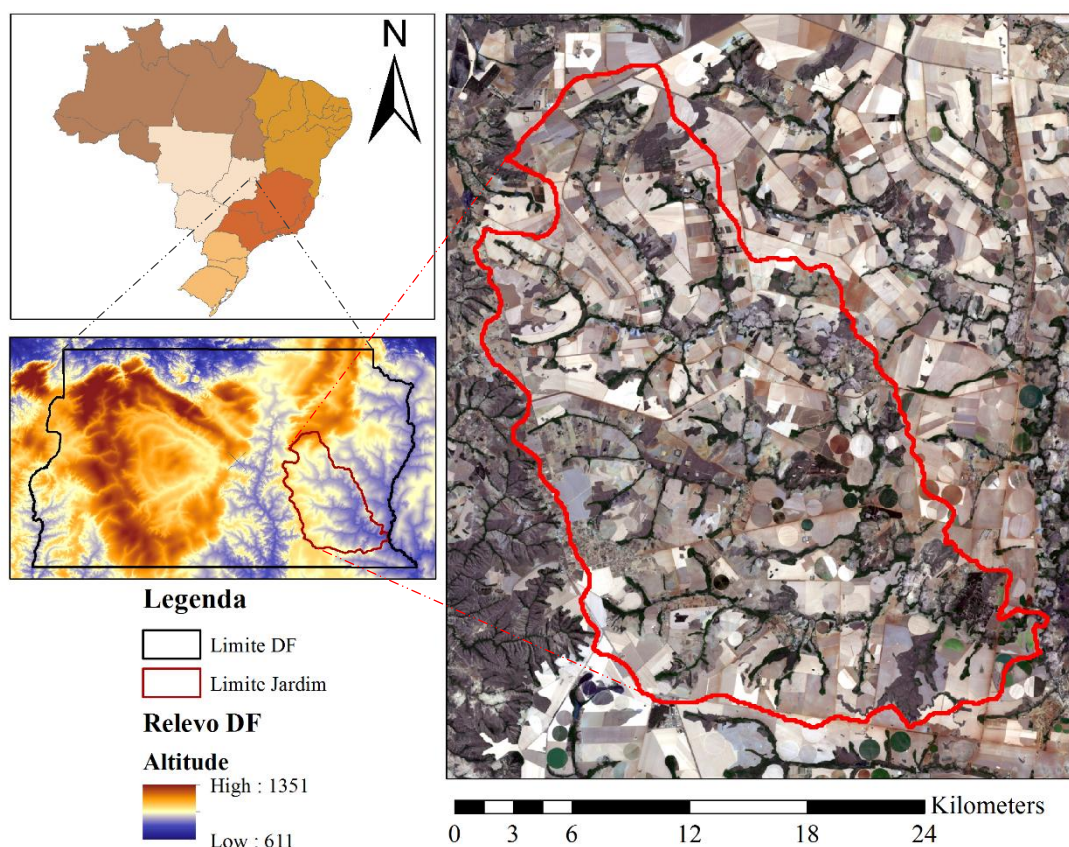 N
Legenda
Limite DF
Limite Jardim
Relevo DF
Altitude
High : 1351
Low : 611
Kilometers
0 3 6 12 18 24